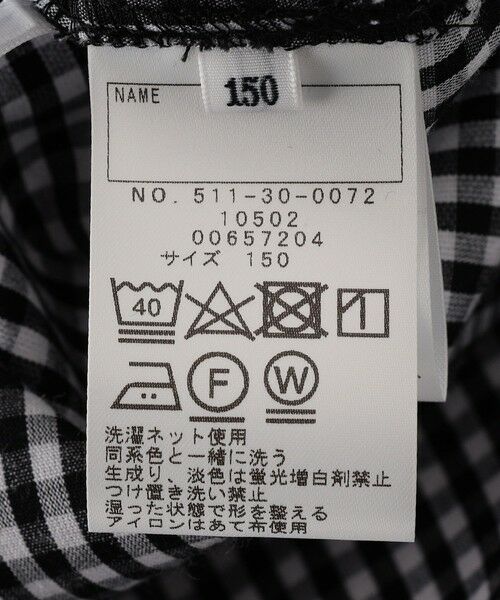 150
NAME
NO. 511-30-0072
10502
00657204
サイズ 150
40
F
W
洗濯ネット使用
同系色と一緒に洗う
生成り、淡色は蛍光増白剤禁止
つけ置き洗い禁止
湿った状態で形を整える
アイロンはあて布使用